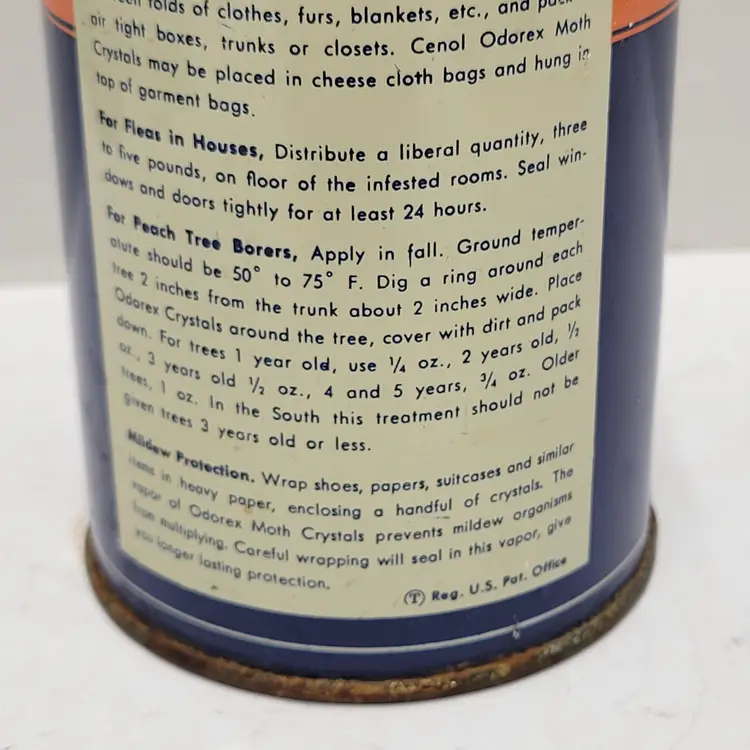 folds of clothes, furs, blankets, etc., and
air tight boxes, trunks or closets. Cenol Odorex Moth
Crystals may be placed in cheese cloth bags and hung in
top of garment bags.
For Fleas in Houses, Distribute a liberal quantity, three
to five pounds, on floor of the infested rooms. Seal win-
dows and doors tightly for at least 24 hours.
For Peach Tree Borers, Apply in fall. Ground temper-
ature should be 50° to 75° F. Dig a ring around each
tree 2 inches from the trunk about 2 inches wide. Place
Odorex Crystals around the tree, cover with dirt and pack
down. For trees 1 year old, use ¼ oz., 2 years old, ½
oz., 3 years old ½ oz., 4 and 5 years, ¾ oz. Older
trees, 1 oz. In the South this treatment should not be
given trees 3 years old or less.
Mildew Protection. Wrap shoes, papers, suitcases and similar
items in heavy paper, enclosing a handful of crystals. The
vapor of Odorex Moth Crystals prevents mildew organisms
from multiplying. Careful wrapping will seal in this vapor, give
you longer lasting protection.
Ⓣ Reg. U.S. Pat. Office